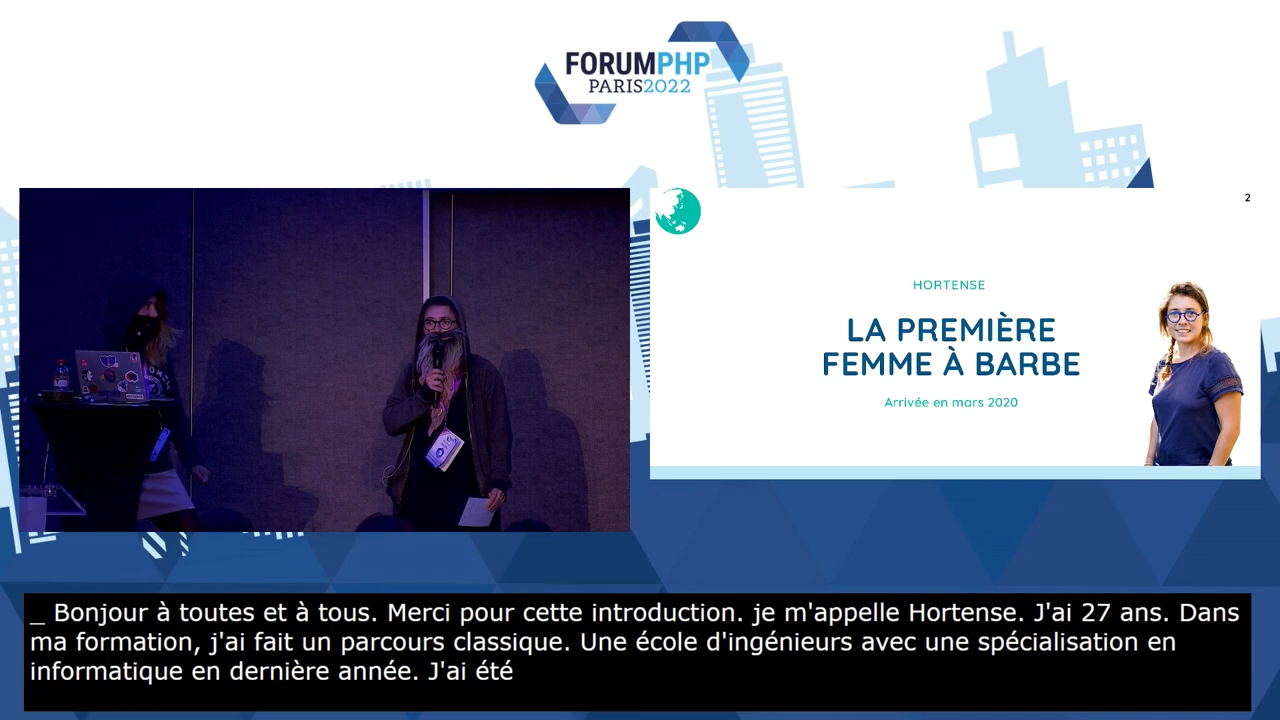 FORUMPHP
PARIS2022
2
HORTENSE
LA PREMIÈRE
FEMME À BARBE
Arrivée en mars 2020
_ Bonjour à toutes et à tous. Merci pour cette introduction. je m'appelle Hortense. J'ai 27 ans. Dans
ma formation, j'ai fait un parcours classique. Une école d'ingénieurs avec une spécialisation en
informatique en dernière année. J'ai été